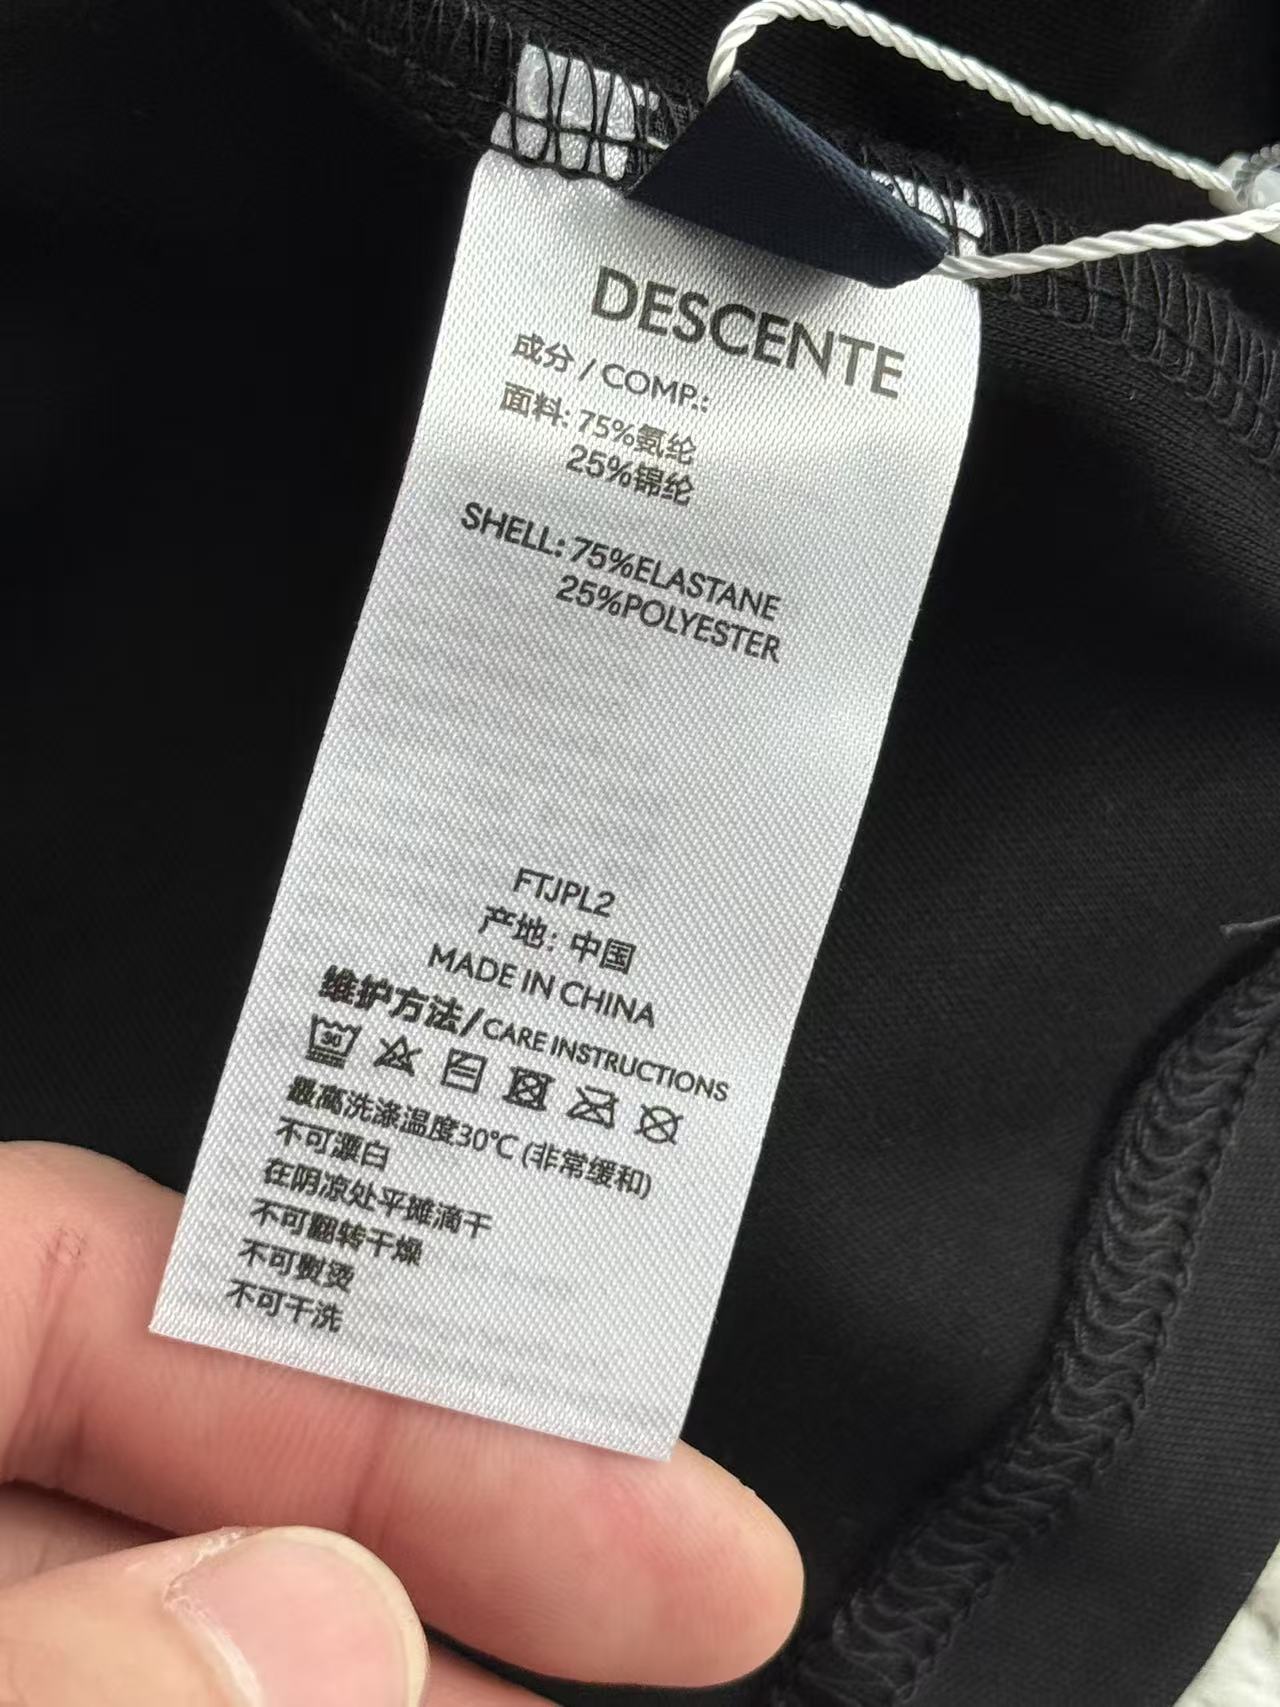 DESCENTE
成分 / COMP.:
面料: 75%氨纶
25%锦纶
SHELL: 75%ELASTANE
25%POLYESTER
FTJPL2
产地: 中国
MADE IN CHINA
维护方法/CARE INSTRUCTIONS
30
最高洗涤温度30℃ (非常缓和)
不可漂白
在阴凉处平摊滴干
不可翻转干燥
不可熨烫
不可干洗